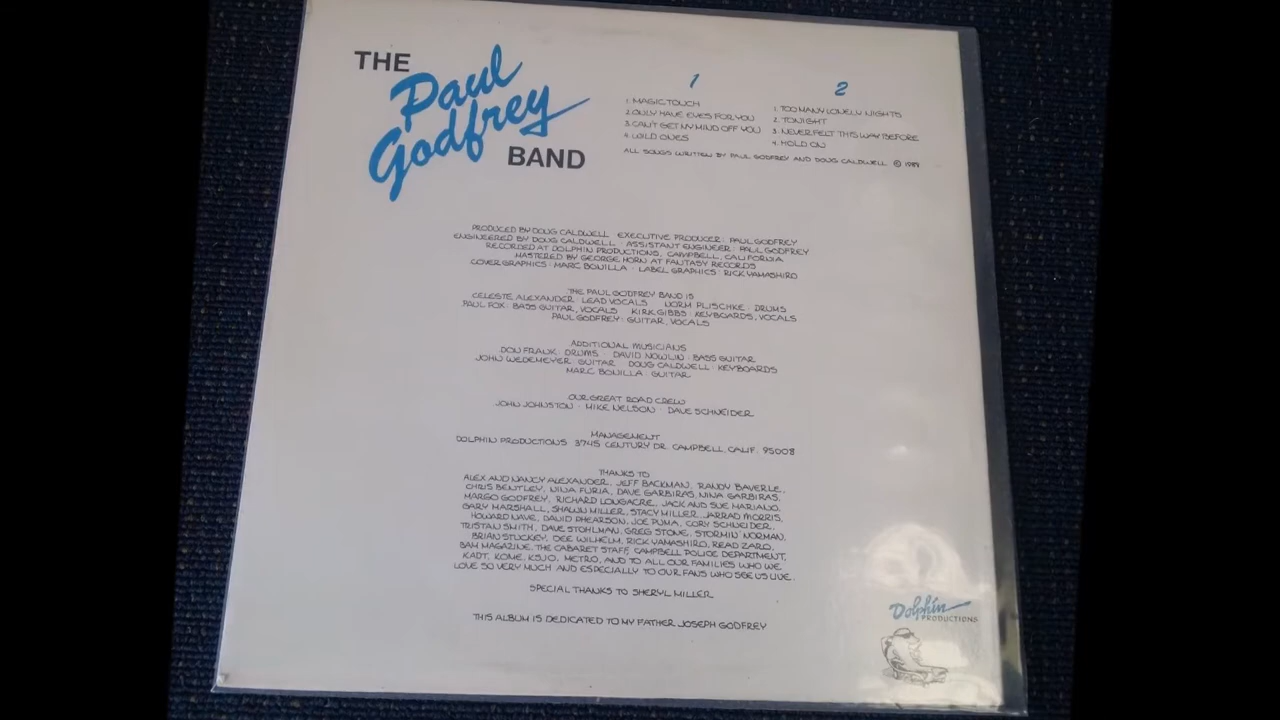 THE
Paul
Godfrey
BAND
1
1. MAGIC TOUCH
2. ONLY HAVE EYES FOR YOU
3. CAN'T GET MY MIND OFF YOU
4. WILD ONES
2
1. TOO MANY LONELY NIGHTS
2. TONIGHT
3. NEVER FELT THIS WAY BEFORE
4. HOLD ON
ALL SONGS WRITTEN BY PAUL GODFREY AND DOUG CALDWELL ©
PRODUCED BY DOUG CALDWELL EXECUTIVE PRODUCER: PAUL GODFREY
ENGINEERED BY DOUG CALDWELL · ASSISTANT ENGINEER: PAUL GODFREY
RECORDED AT DOLPHIN PRODUCTIONS, CAMPBELL, CALIFORNIA
MASTERED BY GEORGE HORN AT FANTASY RECORDS
COVER GRAPHICS: MARC BONILLA · LABEL GRAPHICS: RICK YAMASHIRO
THE PAUL GODFREY BAND IS
CELESTE ALEXANDER: LEAD VOCALS NORM PLISCHKE: DRUMS
PAUL FOX: BASS GUITAR, VOCALS KIRK GIBBS: KEYBOARDS, VOCALS
PAUL GODFREY: GUITAR, VOCALS
ADDITIONAL MUSICIANS
DON FRANK: DRUMS DAVID NOWLIN: BASS GUITAR
JOHN WEDEMEYER: GUITAR DOUG CALDWELL: KEYBOARDS
MARC BONILLA: GUITAR
OUR GREAT ROAD CREW
JOHN JOHNSTON · MIKE NELSON · DAVE SCHNEIDER
MANAGEMENT
DOLPHIN PRODUCTIONS 374-5 CENTURY DR. CAMPBELL, CALIF. 95008
THANKS TO
ALEX AND NANCY ALEXANDER, JEFF BACKMAN, RANDY BAVERLE,
CHRIS BENTLEY, NINA FURIA, DAVE GARBIRAS, NINA GARBIRAS,
MARGO GODFREY, RICHARD LONGACRE, JACK AND SUE MARIANO,
GARY MARSHALL, SHAWN MILLER, STACY MILLER, JARRAD MORRIS,
HOWARD NAVE, DAVID PHEARSON, JOE PUMA, CORY SCHNEIDER,
TRISTAN SMITH, DAVE STOHLMAN, GREG STONE, STORMIN NORMAN,
BRIAN STUCKEY, DEE WILHELM, RICK YAMASHIRO, READ ZARO,
BAM MAGAZINE, THE CABARET STAFF, CAMPBELL POLICE DEPARTMENT,
KADT, KOME, KSJO, METRO, AND TO ALL OUR FAMILIES WHO WE
LOVE SO VERY MUCH AND ESPECIALLY TO OUR FANS WHO SEE US LIVE.
SPECIAL THANKS TO SHERYL MILLER
THIS ALBUM IS DEDICATED TO MY FATHER JOSEPH GODFREY
Dolphin
PRODUCTIONS